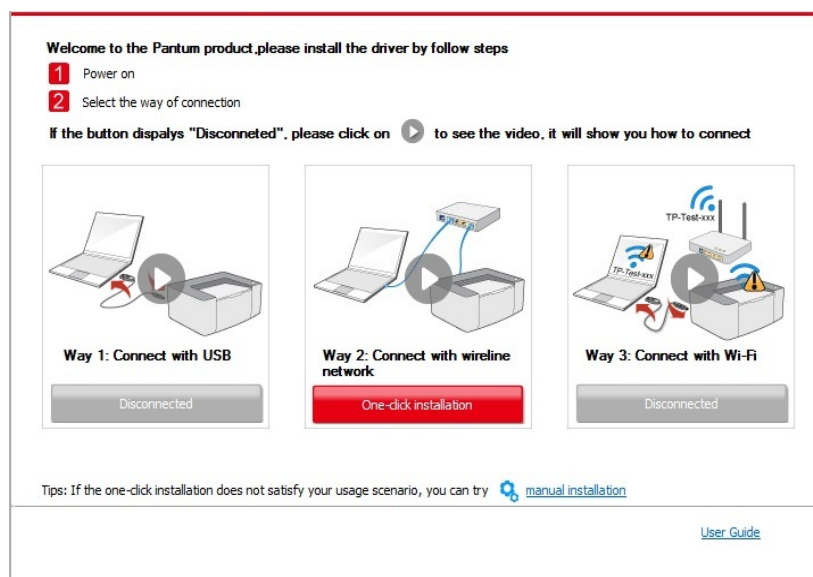 Welcome to the Pantum product,please install the driver by follow steps
1 Power on
2 Select the way of connection
If the button dispalys "Disconneted", please click on to see the video, it will show you how to connect
TP-Test-xxx
TP-Test-xxx
Way 1: Connect with USB
Disconnected
Way 2: Connect with wireline
network
One-click installation
Way 3: Connect with Wi-Fi
Disconnected
Tips: If the one-click installation does not satisfy your usage scenario, you can try manual installation
User Guide